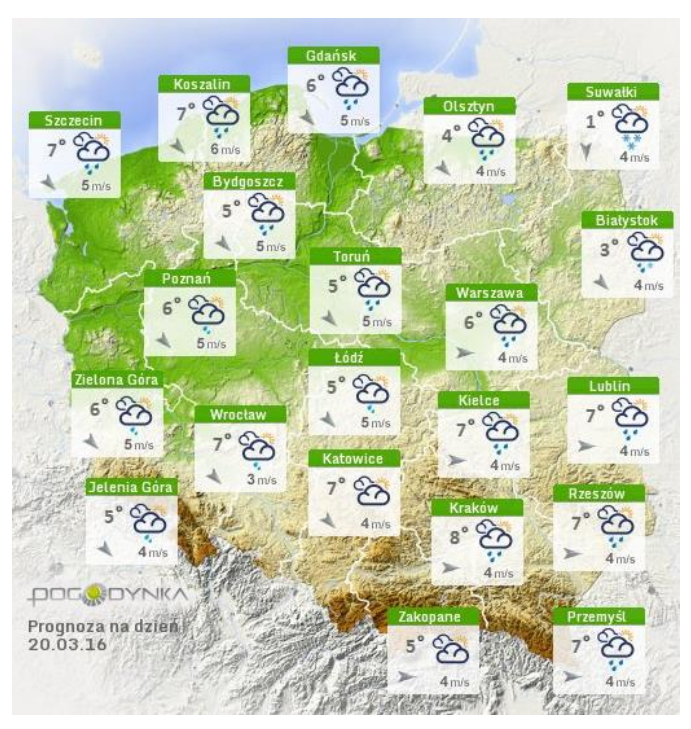 Gdańsk
6°
5 m/s
Koszalin
7°
6 m/s
Suwałki
1°
4 m/s
Olsztyn
4°
4 m/s
Szczecin
7°
5 m/s
Bydgoszcz
5°
5 m/s
Białystok
3°
4 m/s
Toruń
5°
5 m/s
Poznań
6°
5 m/s
Warszawa
6°
4 m/s
Łódź
5°
5 m/s
Zielona Góra
6°
5 m/s
Lublin
7°
4 m/s
Kielce
7°
4 m/s
Wrocław
7°
3 m/s
Katowice
7°
4 m/s
Jelenia Góra
5°
4 m/s
Rzeszów
7°
4 m/s
Kraków
8°
4 m/s
POGODYNKA
Prognoza na dzień
20.03.16
Zakopane
5°
4 m/s
Przemyśl
7°
4 m/s